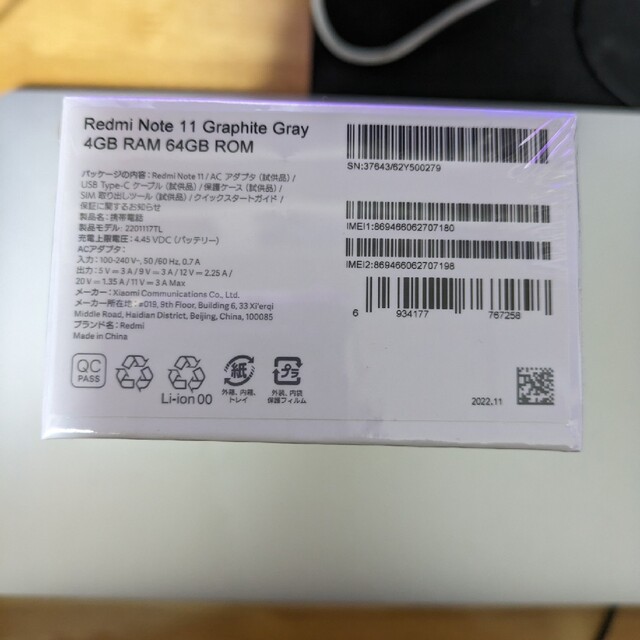 Redmi Note 11 Graphite Gray
4GB RAM 64GB ROM
パッケージの内容：Redmi Note 11 / AC アダプタ（試供品）/
USB Type-C ケーブル（試供品）/ 保護ケース（試供品）/
SIM 取り出しツール（試供品）/ クイックスタートガイド /
保証に関するお知らせ
製品名：携帯電話
製品モデル：2201117TL
充電上限電圧：4.45 VDC（バッテリー）
ACアダプタ：
入力：100-240 V~, 50/60 Hz, 0.7 A
出力：5 V⎓3 A / 9 V⎓3 A / 12 V⎓2.25 A /
20 V⎓1.35 A / 11 V⎓3 A Max
メーカー：Xiaomi Communications Co., Ltd.
メーカー所在地：#019, 9th Floor, Building 6, 33 Xi'erqi
Middle Road, Haidian District, Beijing, China, 100085
ブランド名：Redmi
Made in China
SN:37643/62Y500279
IMEI1:869466062707180
IMEI2:869466062707198
6 934177 767258
QC
PASS
Li-ion 00
紙
外箱、内箱、
トレイ
プラ
外装、内袋
保護フィルム
2022.11